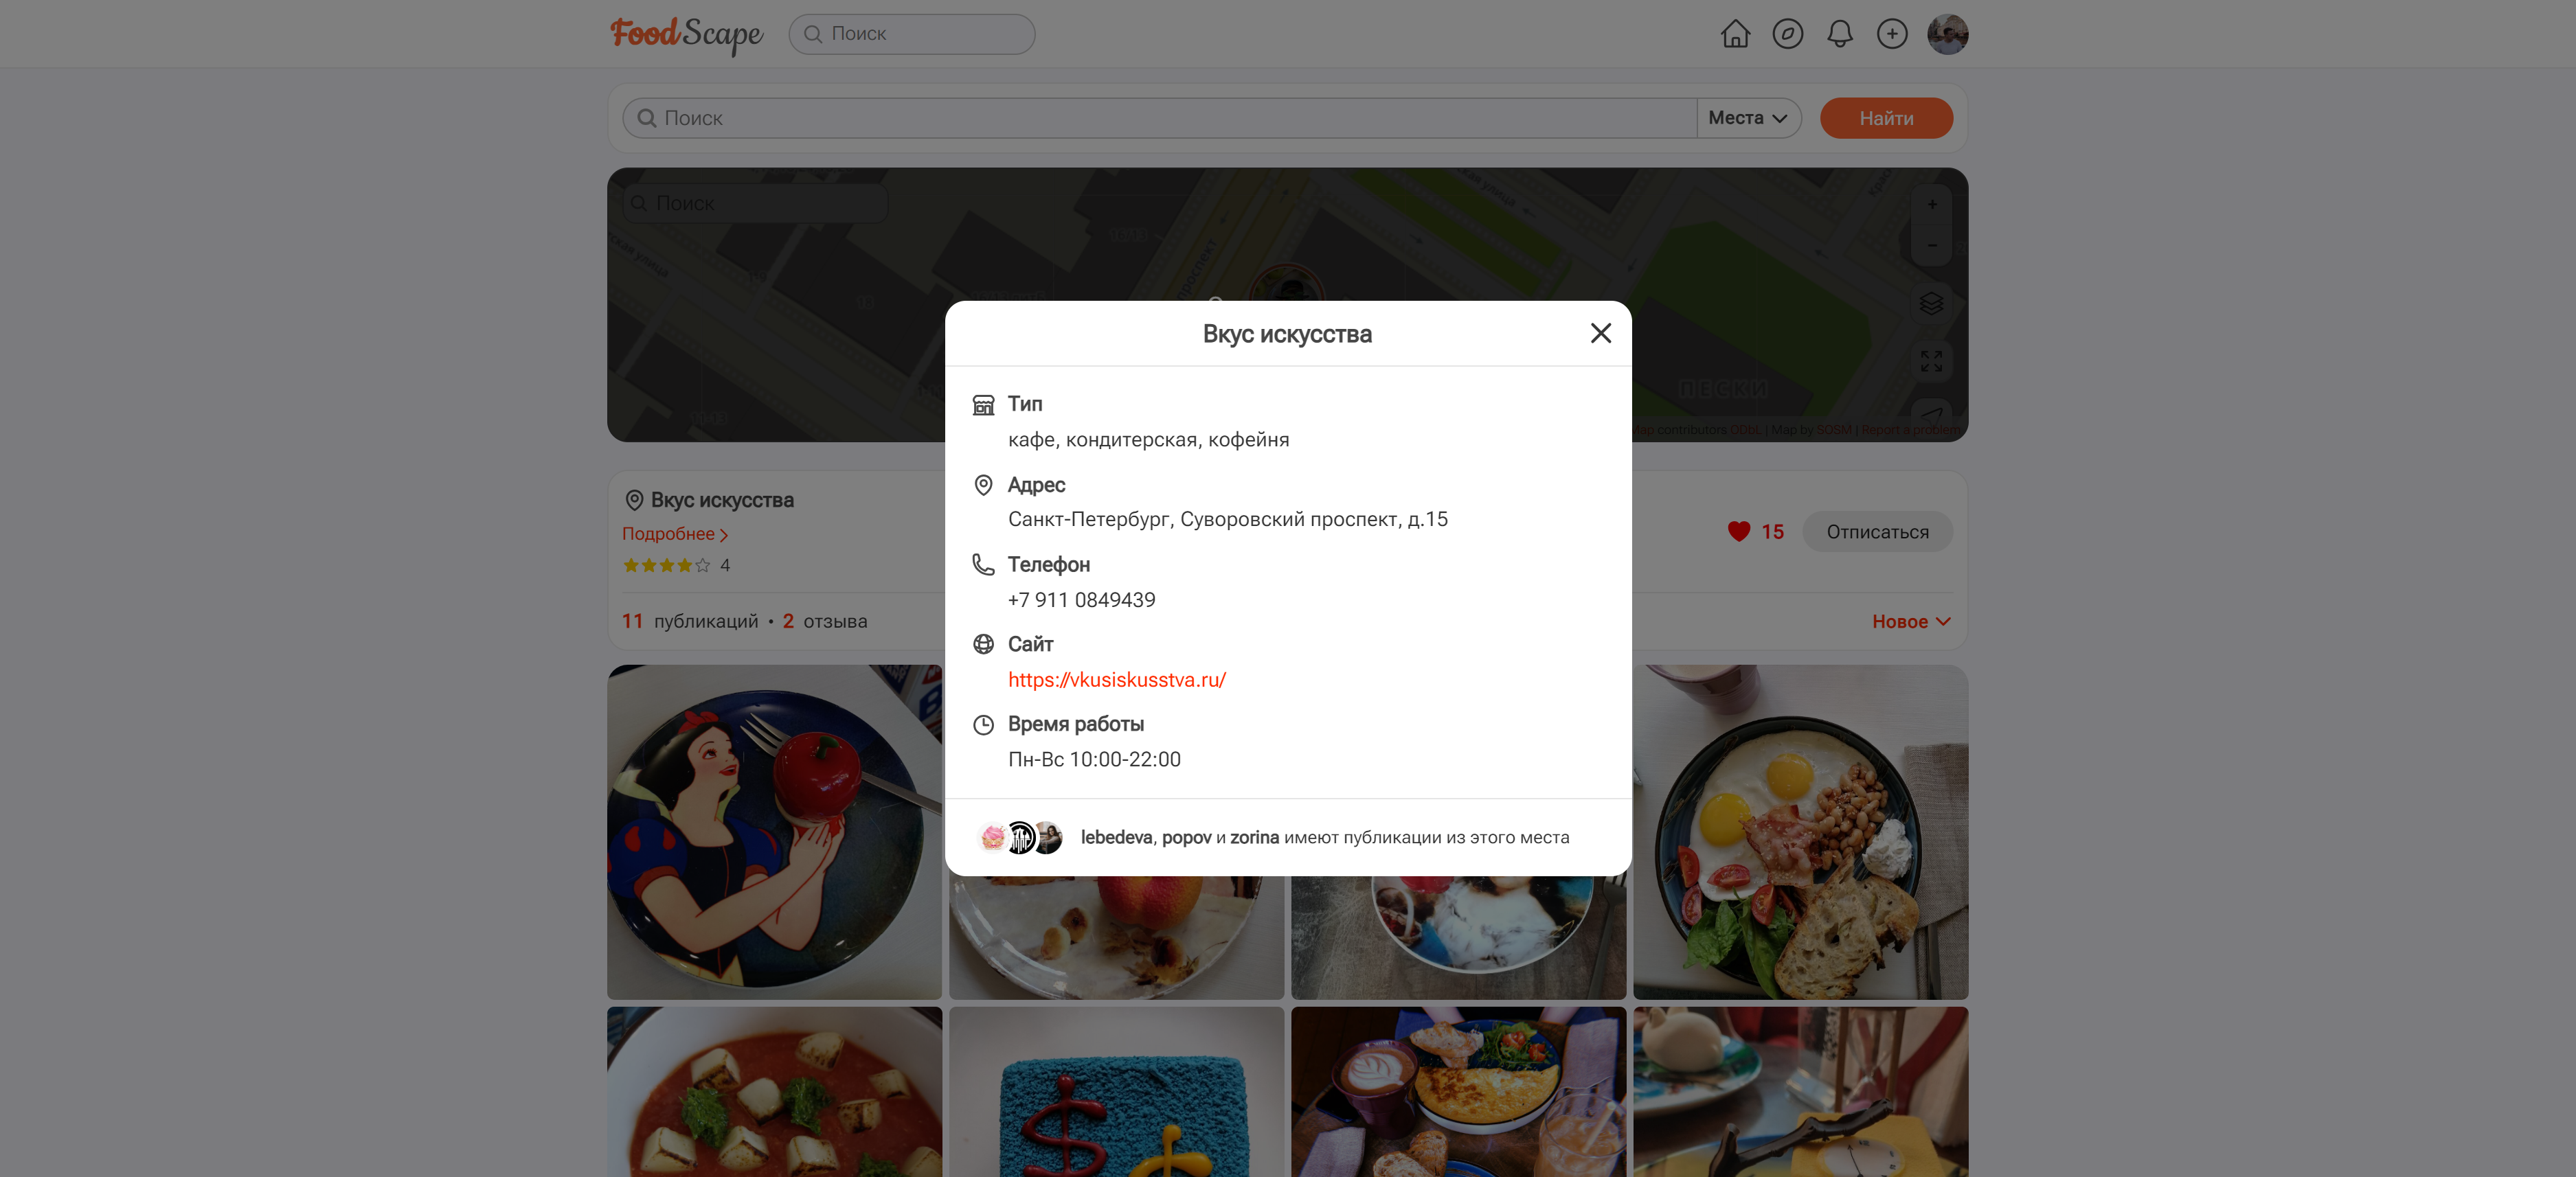 FoodScape
Поиск
Поиск
Места
Найти
Поиск
проспект
ПЕСКИ
contributors ODbL | Map by SOSM | Report a problem
Вкус искусства
Тип
кафе, кондитерская, кофейня
Адрес
Санкт-Петербург, Суворовский проспект, д.15
Телефон
+7 911 0849439
Сайт
https://vkusiskusstva.ru/
Время работы
Пн-Вс 10:00-22:00
lebedeva, popov и zorina имеют публикации из этого места
Вкус искусства
Подробнее
4
15
Отписаться
11 публикаций • 2 отзыва
Новое